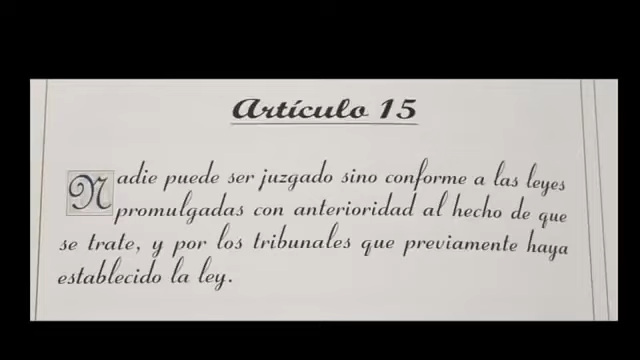 Artículo 15
Nadie puede ser juzgado sino conforme a las leyes
promulgadas con anterioridad al hecho de que
se trate, y por los tribunales que previamente haya
establecido la ley.